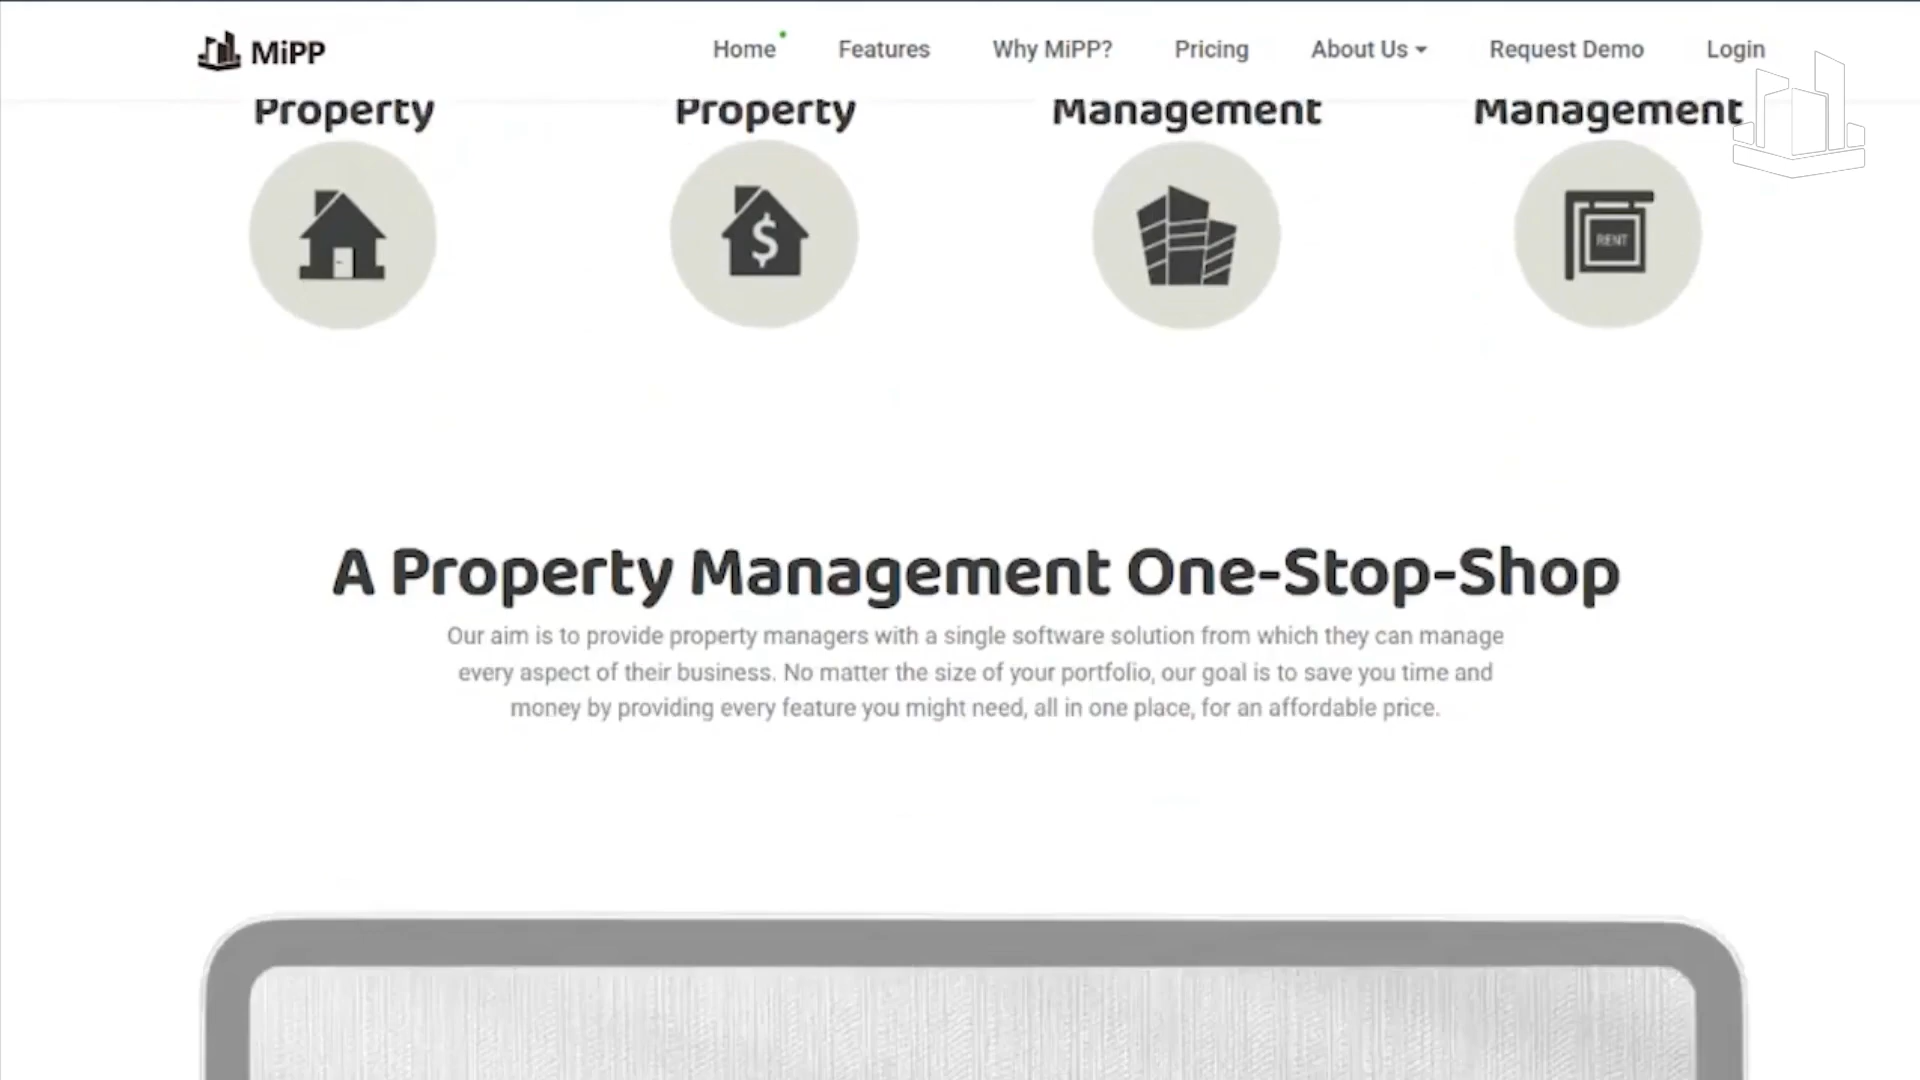 MiPP
Home Features Why MiPP? Pricing About Us Request Demo Login
Property Property Management Management
RENT
A Property Management One-Stop-Shop
Our aim is to provide property managers with a single software solution from which they can manage
every aspect of their business. No matter the size of your portfolio, our goal is to save you time and
money by providing every feature you might need, all in one place, for an affordable price.